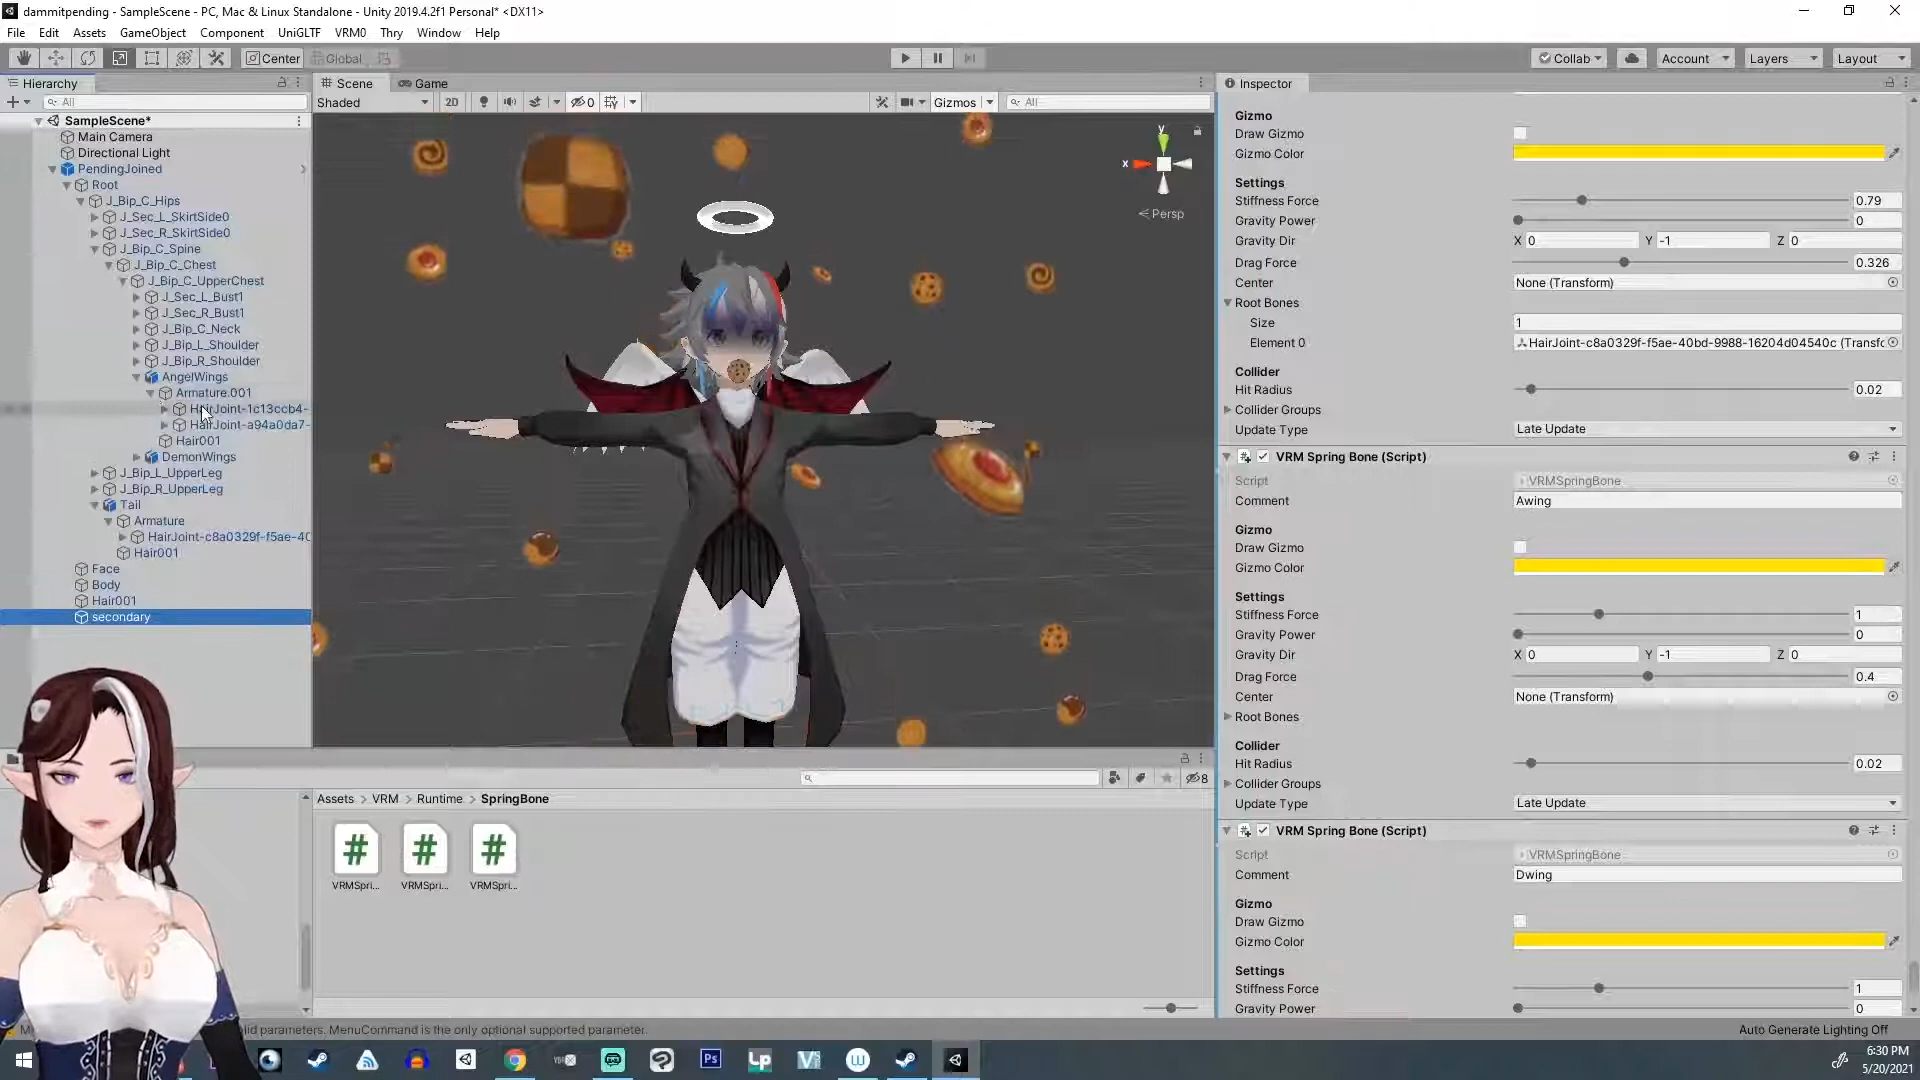 dammitpending - SampleScene - PC, Mac & Linux Standalone - Unity 2019.4.2f1 Personal* <DX11>
File Edit Assets GameObject Component UniGLTF VRM0 Thry Window Help
Center Global Collab Account Layers Layout
Hierarchy
All
SampleScene*
Main Camera
Directional Light
PendingJoined
Root
J_Bip_C_Hips
J_Sec_L_SkirtSide0
J_Sec_R_SkirtSide0
J_Bip_C_Spine
J_Bip_C_Chest
J_Bip_C_UpperChest
J_Sec_L_Bust1
J_Sec_R_Bust1
J_Bip_C_Neck
J_Bip_L_Shoulder
J_Bip_R_Shoulder
AngelWings
Armature.001
HairJoint-1c13ccb4-
HairJoint-a94a0da7-
Hair001
DemonWings
J_Bip_L_UpperLeg
J_Bip_R_UpperLeg
Tail
Armature
HairJoint-c8a0329f-f5ae-40
Hair001
Face
Body
Hair001
secondary
Scene Game
Shaded 2D 0 Gizmos All
y
x
Persp
8
Assets > VRM > Runtime > SpringBone
VRMSpri... VRMSpri... VRMSpri...
Inspector
Gizmo
Draw Gizmo
Gizmo Color
Settings
Stiffness Force 0.79
Gravity Power 0
Gravity Dir X 0 Y -1 Z 0
Drag Force 0.326
Center None (Transform)
Root Bones
Size 1
Element 0 HairJoint-c8a0329f-f5ae-40bd-9988-16204d04540c (Transfc
Collider
Hit Radius 0.02
Collider Groups
Update Type Late Update
VRM Spring Bone (Script)
Script VRMSpringBone
Comment Awing
Gizmo
Draw Gizmo
Gizmo Color
Settings
Stiffness Force 1
Gravity Power 0
Gravity Dir X 0 Y -1 Z 0
Drag Force 0.4
Center None (Transform)
Root Bones
Collider
Hit Radius 0.02
Collider Groups
Update Type Late Update
VRM Spring Bone (Script)
Script VRMSpringBone
Comment Dwing
Gizmo
Draw Gizmo
Gizmo Color
Settings
Stiffness Force 1
Gravity Power 0
lid parameters. MenuCommand is the only optional supported parameter.
Auto Generate Lighting Off
Ps Lp
6:30 PM
5/20/2021